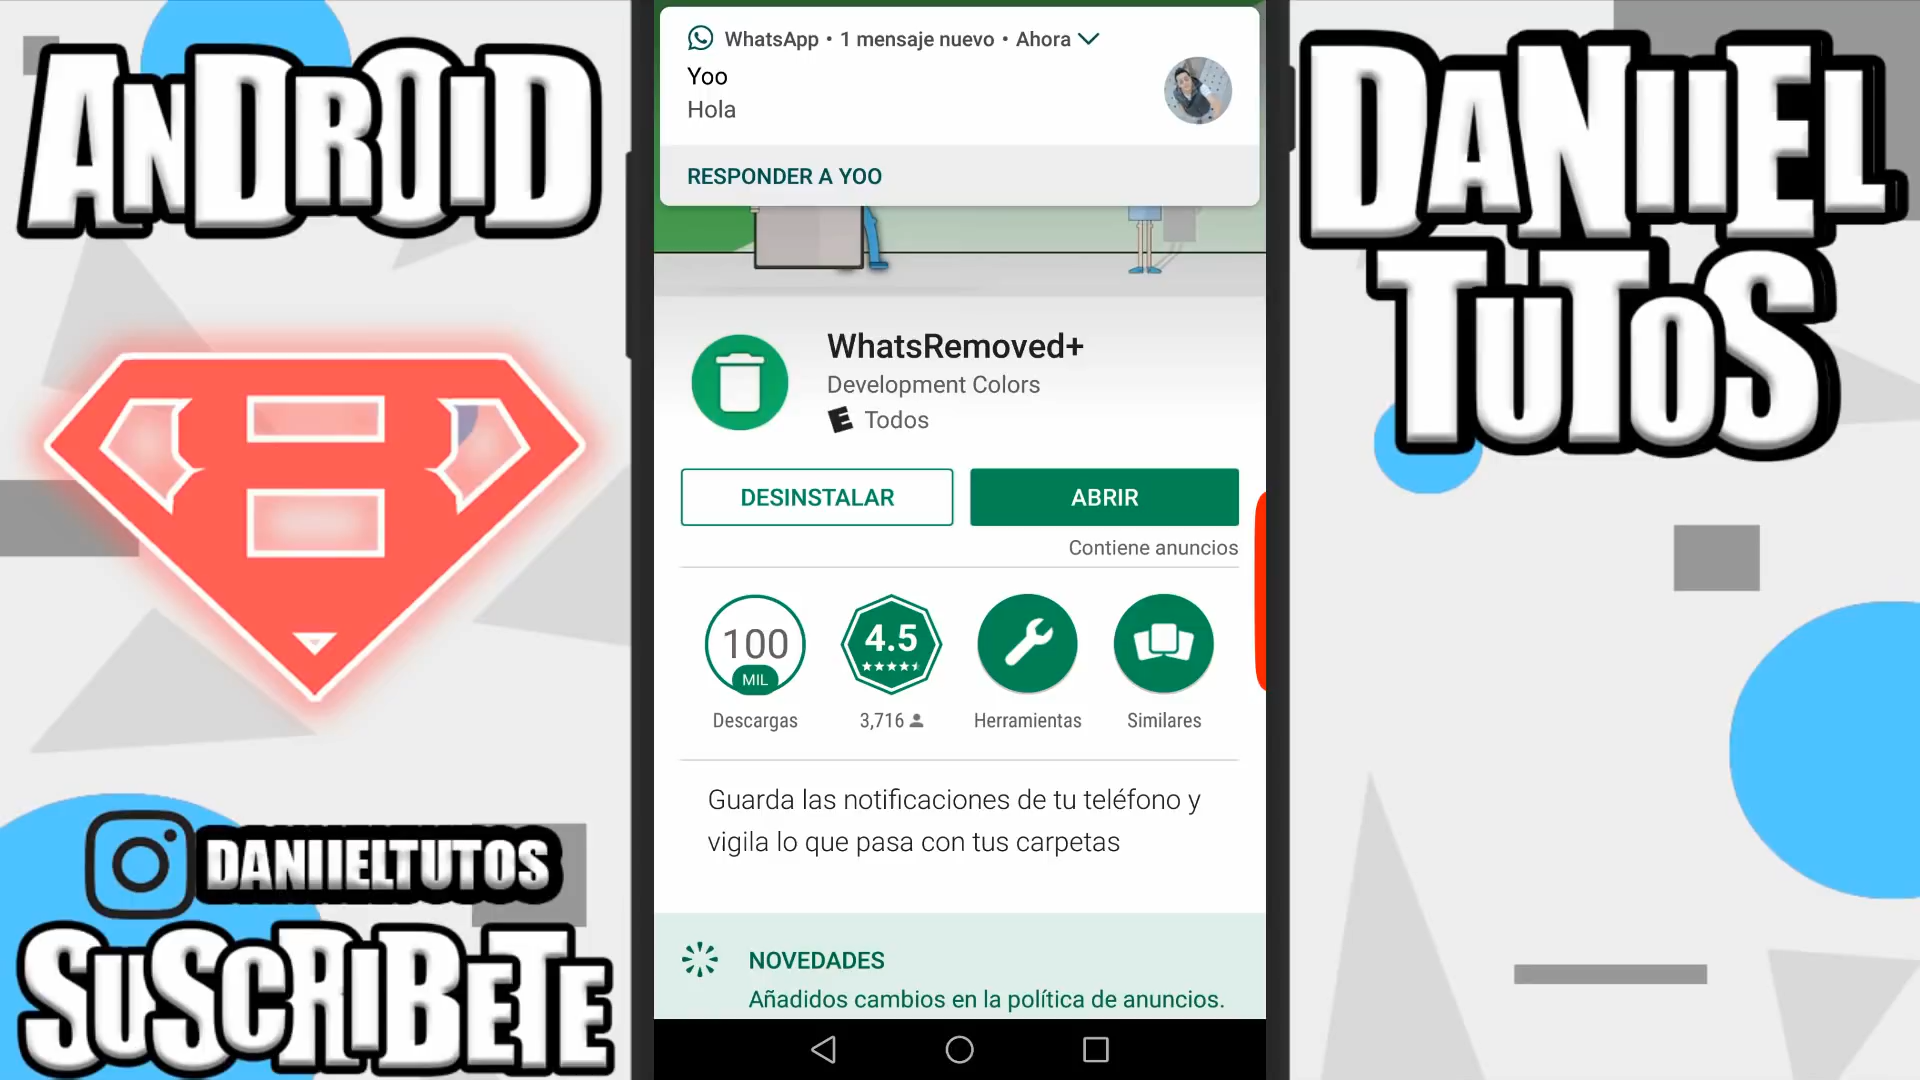 ANDROID
DANIIELTUTOS
SUSCRIBETE
WhatsApp • 1 mensaje nuevo • Ahora
Yoo
Hola
RESPONDER A YOO
WhatsRemoved+
Development Colors
E Todos
DESINSTALAR
ABRIR
Contiene anuncios
100
MIL
Descargas
4.5
3,716
Herramientas
Similares
Guarda las notificaciones de tu teléfono y
vigila lo que pasa con tus carpetas
NOVEDADES
Añadidos cambios en la política de anuncios.
DANIIEL
TUTOS